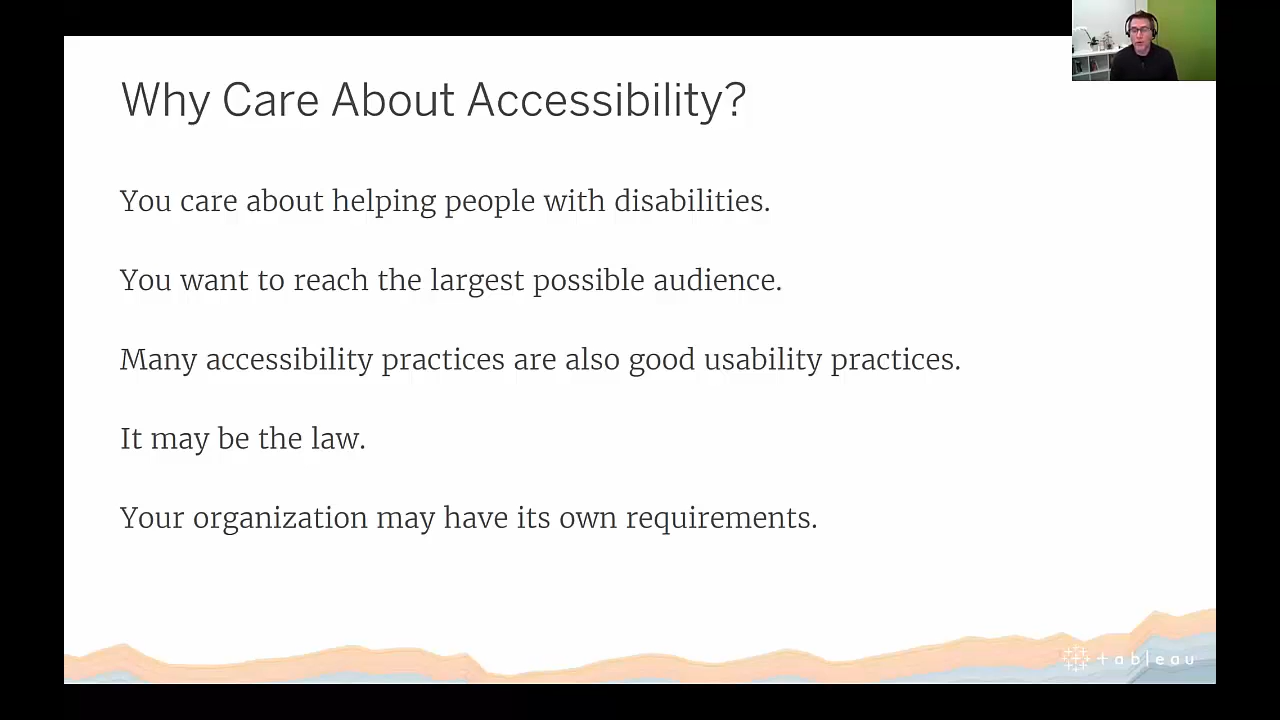 Why Care About Accessibility?
You care about helping people with disabilities.
You want to reach the largest possible audience.
Many accessibility practices are also good usability practices.
It may be the law.
Your organization may have its own requirements.
tableau